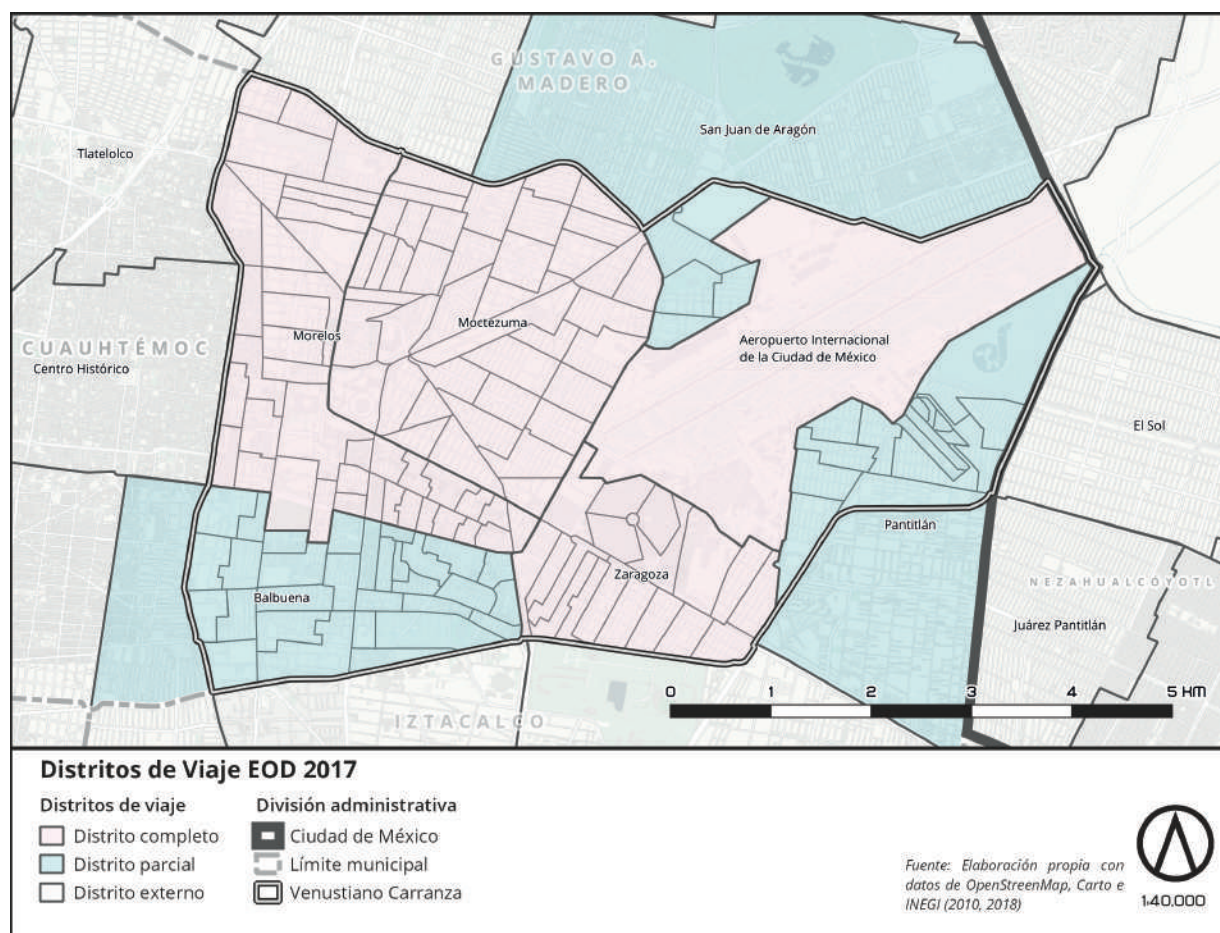 GUSTAVO A.
MADERO
San Juan de Aragón
Tlatelolco
Morelos
Moctezuma
Aeropuerto Internacional
de la Ciudad de México
CUAUHTÉMOC
Centro Histórico
El Sol
Pantitlán
Zaragoza
NEZAHUALCÓYOTL
Balbuena
Juárez Pantitlán
IZTACALCO
0 1 2 3 4 5 KM
Distritos de Viaje EOD 2017
Distritos de viaje
Distrito completo
Distrito parcial
Distrito externo
División administrativa
Ciudad de México
Límite municipal
Venustiano Carranza
Fuente: Elaboración propia con
datos de OpenStreenMap, Carto e
INEGI (2010, 2018)
1:40,000